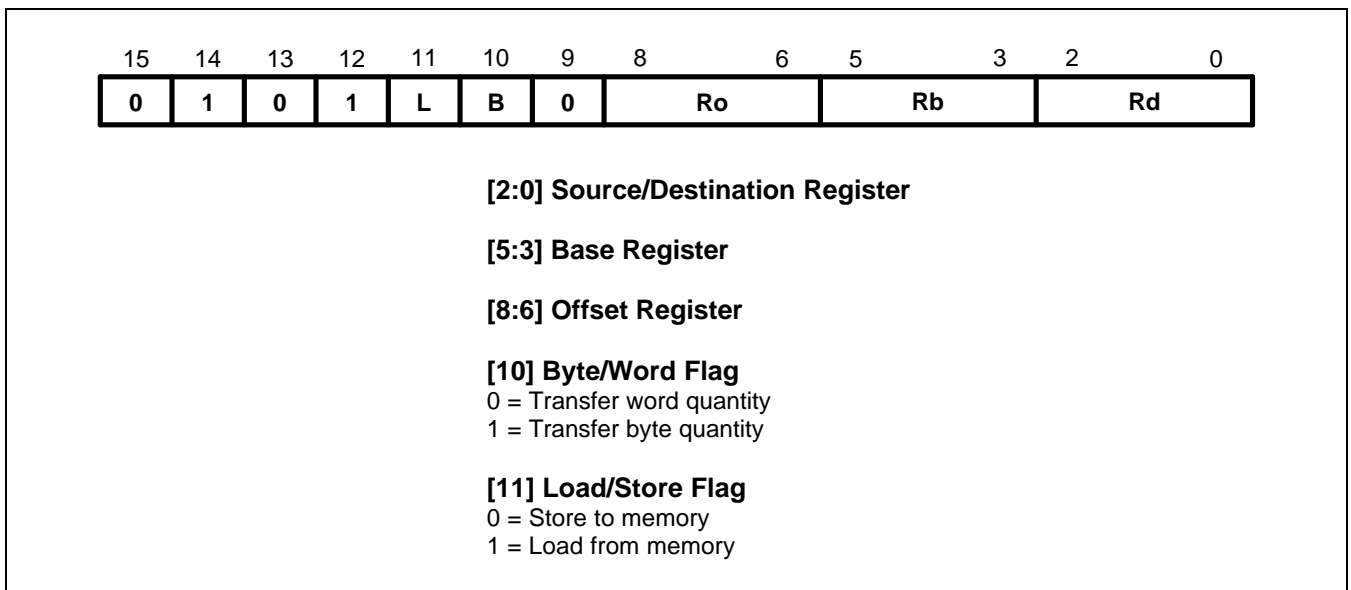 15 14 13 12 11 10 9 8 6 5 3 2 0
0 1 0 1 L B 0 Ro Rb Rd
[2:0] Source/Destination Register
[5:3] Base Register
[8:6] Offset Register
[10] Byte/Word Flag
0 = Transfer word quantity
1 = Transfer byte quantity
[11] Load/Store Flag
0 = Store to memory
1 = Load from memory